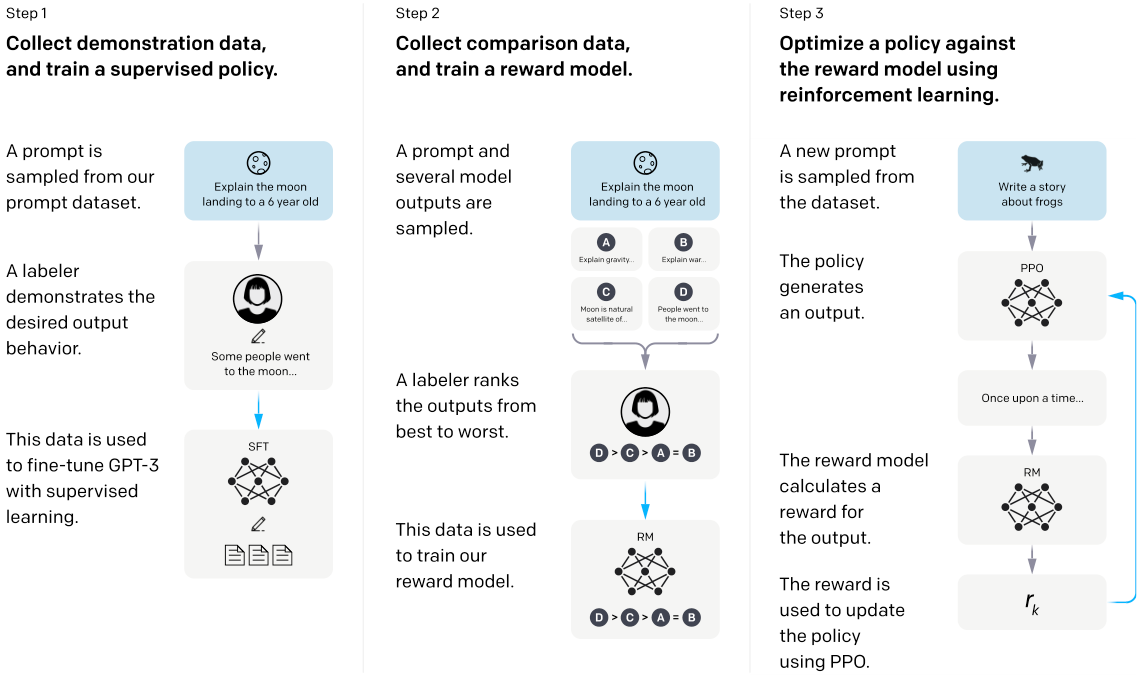 Step 1
Collect demonstration data,
and train a supervised policy.
A prompt is
sampled from our
prompt dataset.
Explain the moon
landing to a 6 year old
A labeler
demonstrates the
desired output
behavior.
Some people went
to the moon...
This data is used
to fine-tune GPT-3
with supervised
learning.
SFT
Step 2
Collect comparison data,
and train a reward model.
A prompt and
several model
outputs are
sampled.
Explain the moon
landing to a 6 year old
A
Explain gravity...
B
Explain war...
C
Moon is natural
satellite of...
D
People went to
the moon...
A labeler ranks
the outputs from
best to worst.
D > C > A = B
This data is used
to train our
reward model.
RM
D > C > A = B
Step 3
Optimize a policy against
the reward model using
reinforcement learning.
A new prompt
is sampled from
the dataset.
Write a story
about frogs
The policy
generates
an output.
PPO
Once upon a time...
The reward model
calculates a
reward for
the output.
RM
The reward is
used to update
the policy
using PPO.
rk